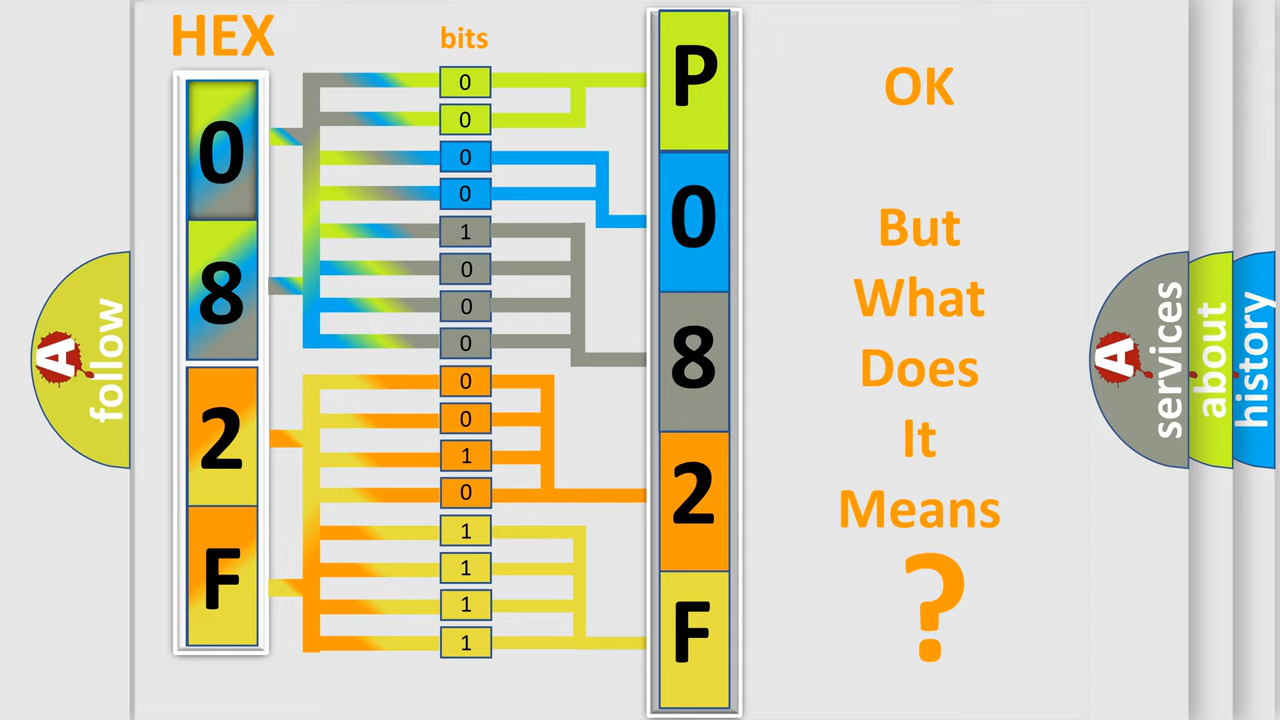 HEX
bits
0
8
2
F
0
0
0
0
1
0
0
0
0
0
1
0
1
1
1
1
P
0
8
2
F
OK
But
What
Does
It
Means
?
A
follow
A
services
about
history